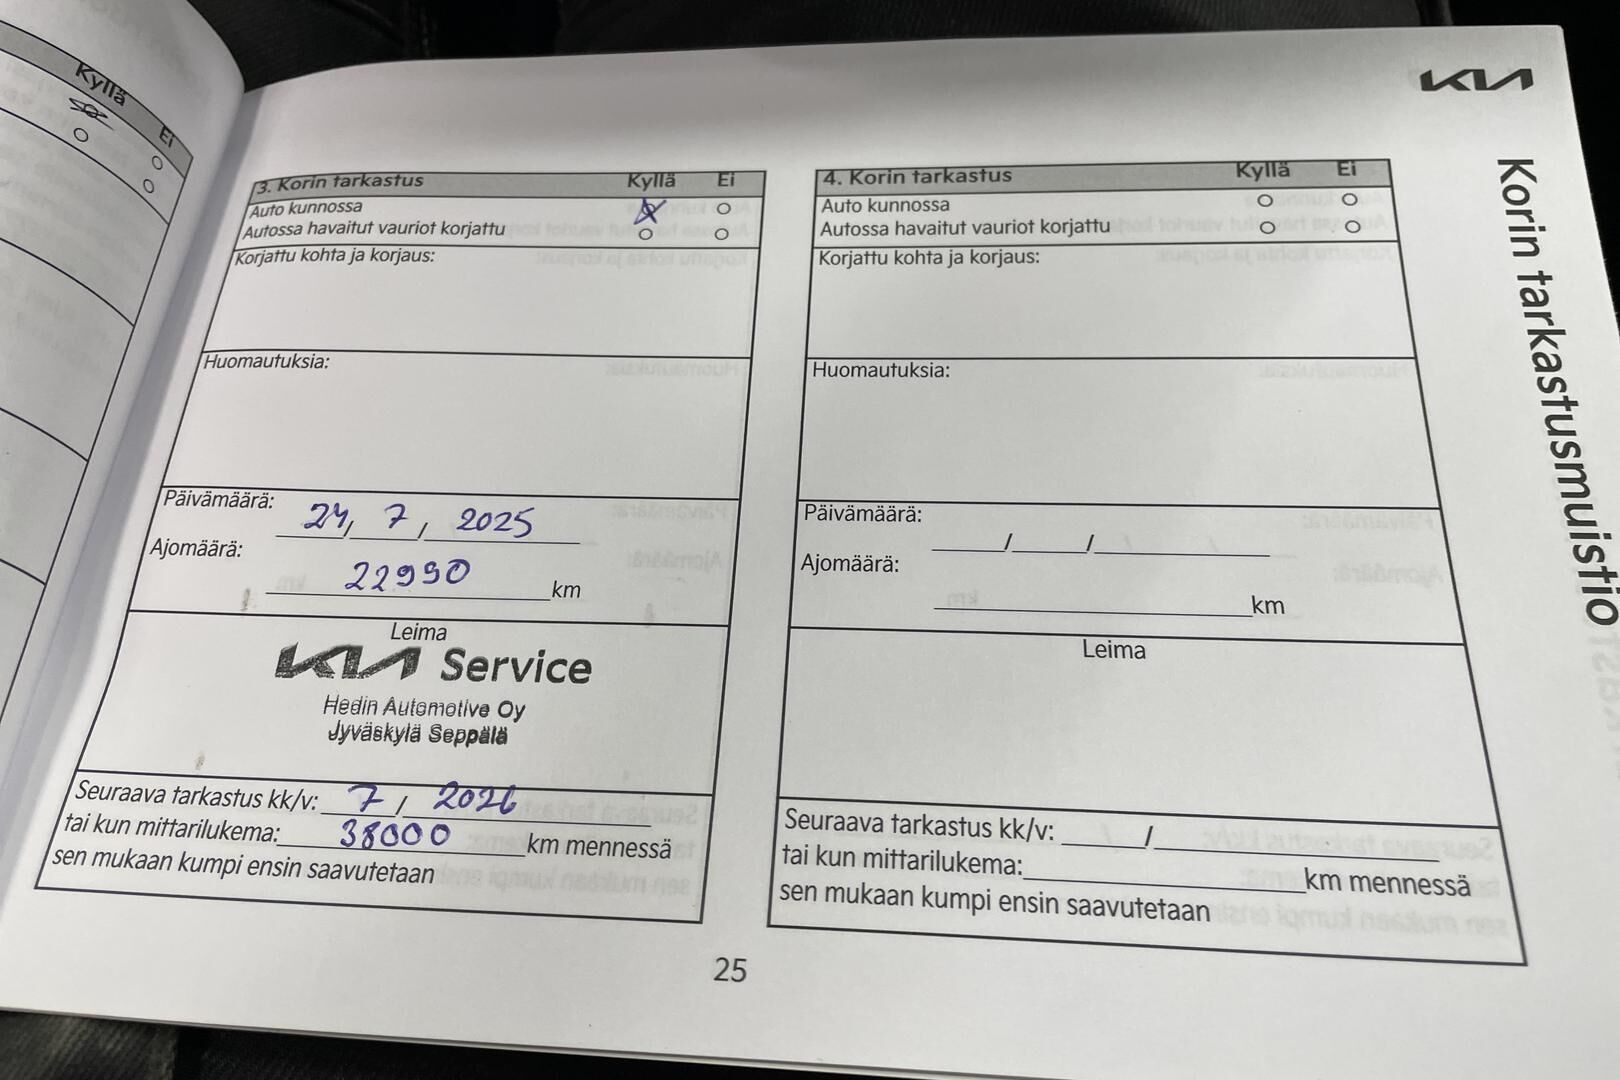 Kyllä
Ei
KIA
Korin tarkastusmuistio
3. Korin tarkastus Kyllä Ei
Auto kunnossa
Autossa havaitut vauriot korjattu
Korjattu kohta ja korjaus:
Huomautuksia:
Päivämäärä: 24, 7, 2025
Ajomäärä: 22990 km
Leima
KIA Service
Hedin Automotive Oy
Jyväskylä Seppälä
Seuraava tarkastus kk/v: 7 / 2026
tai kun mittarilukema: 38000 km mennessä
sen mukaan kumpi ensin saavutetaan
4. Korin tarkastus Kyllä Ei
Auto kunnossa
Autossa havaitut vauriot korjattu
Korjattu kohta ja korjaus:
Huomautuksia:
Päivämäärä: / /
Ajomäärä: km
Leima
Seuraava tarkastus kk/v: /
tai kun mittarilukema: km mennessä
sen mukaan kumpi ensin saavutetaan
25